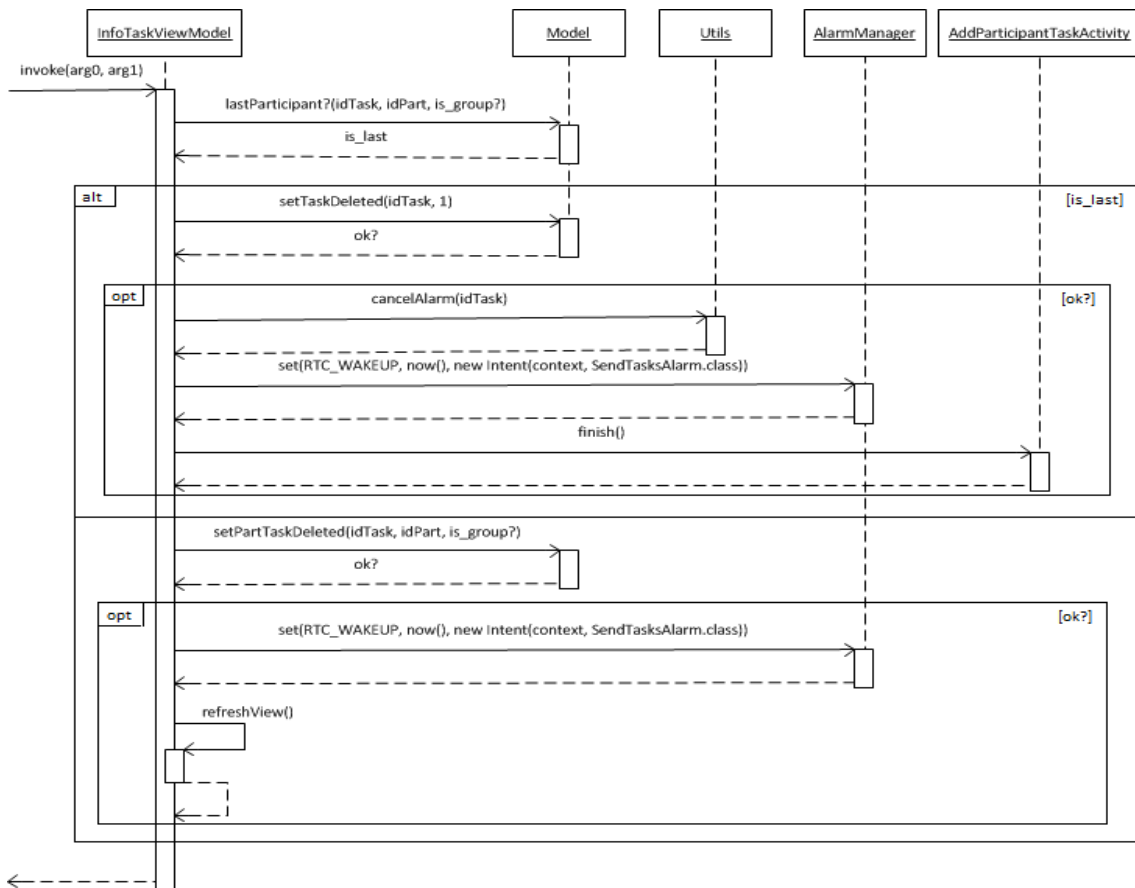 InfoTaskViewModel
Model
Utils
AlarmManager
AddParticipantTaskActivity
invoke(arg0, arg1)
lastParticipant?(idTask, idPart, is_group?)
is_last
alt
[is_last]
setTaskDeleted(idTask, 1)
ok?
opt
[ok?]
cancelAlarm(idTask)
set(RTC_WAKEUP, now(), new Intent(context, SendTasksAlarm.class))
finish()
setPartTaskDeleted(idTask, idPart, is_group?)
ok?
opt
[ok?]
set(RTC_WAKEUP, now(), new Intent(context, SendTasksAlarm.class))
refreshView()